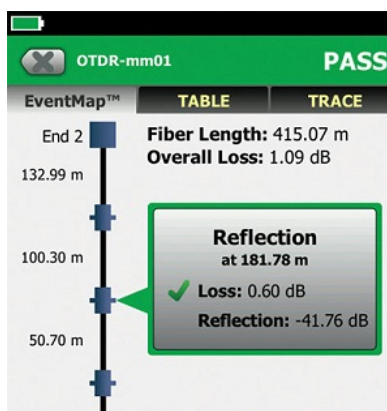 OTDR-mm01
PASS
EventMap™
TABLE
TRACE
End 2
Fiber Length: 415.07 m
Overall Loss: 1.09 dB
132.99 m
Reflection
at 181.78 m
100.30 m
Loss: 0.60 dB
Reflection: -41.76 dB
50.70 m